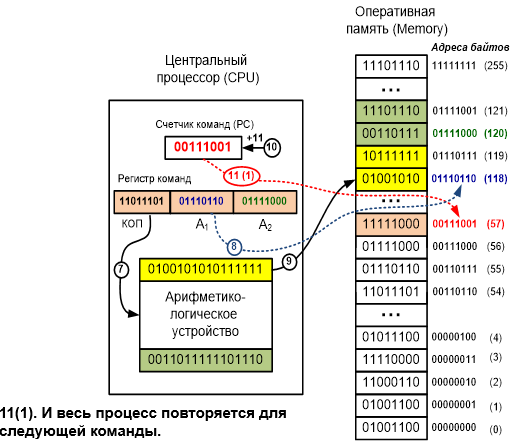 Оперативная
память (Memory)
Адреса байтов
Центральный
процессор (CPU)
Счетчик команд (PC)
00111001
+11
10
11 (1)
Регистр команд
11011101 01110110 01111000
КОП A1 A2
8
7
9
0100101010111111
Арифметико-
логическое
устройство
0011011111101110
11101110 11111111 (255)
...
11101110 01111001 (121)
00110111 01111000 (120)
10111111 01110111 (119)
01001010 01110110 (118)
...
11111000 00111001 (57)
01111000 00111000 (56)
01110110 00110111 (55)
11011101 00110110 (54)
...
01011100 00000100 (4)
11110000 00000011 (3)
11000110 00000010 (2)
01001100 00000001 (1)
01001100 00000000 (0)
11(1). И весь процесс повторяется для
следующей команды.